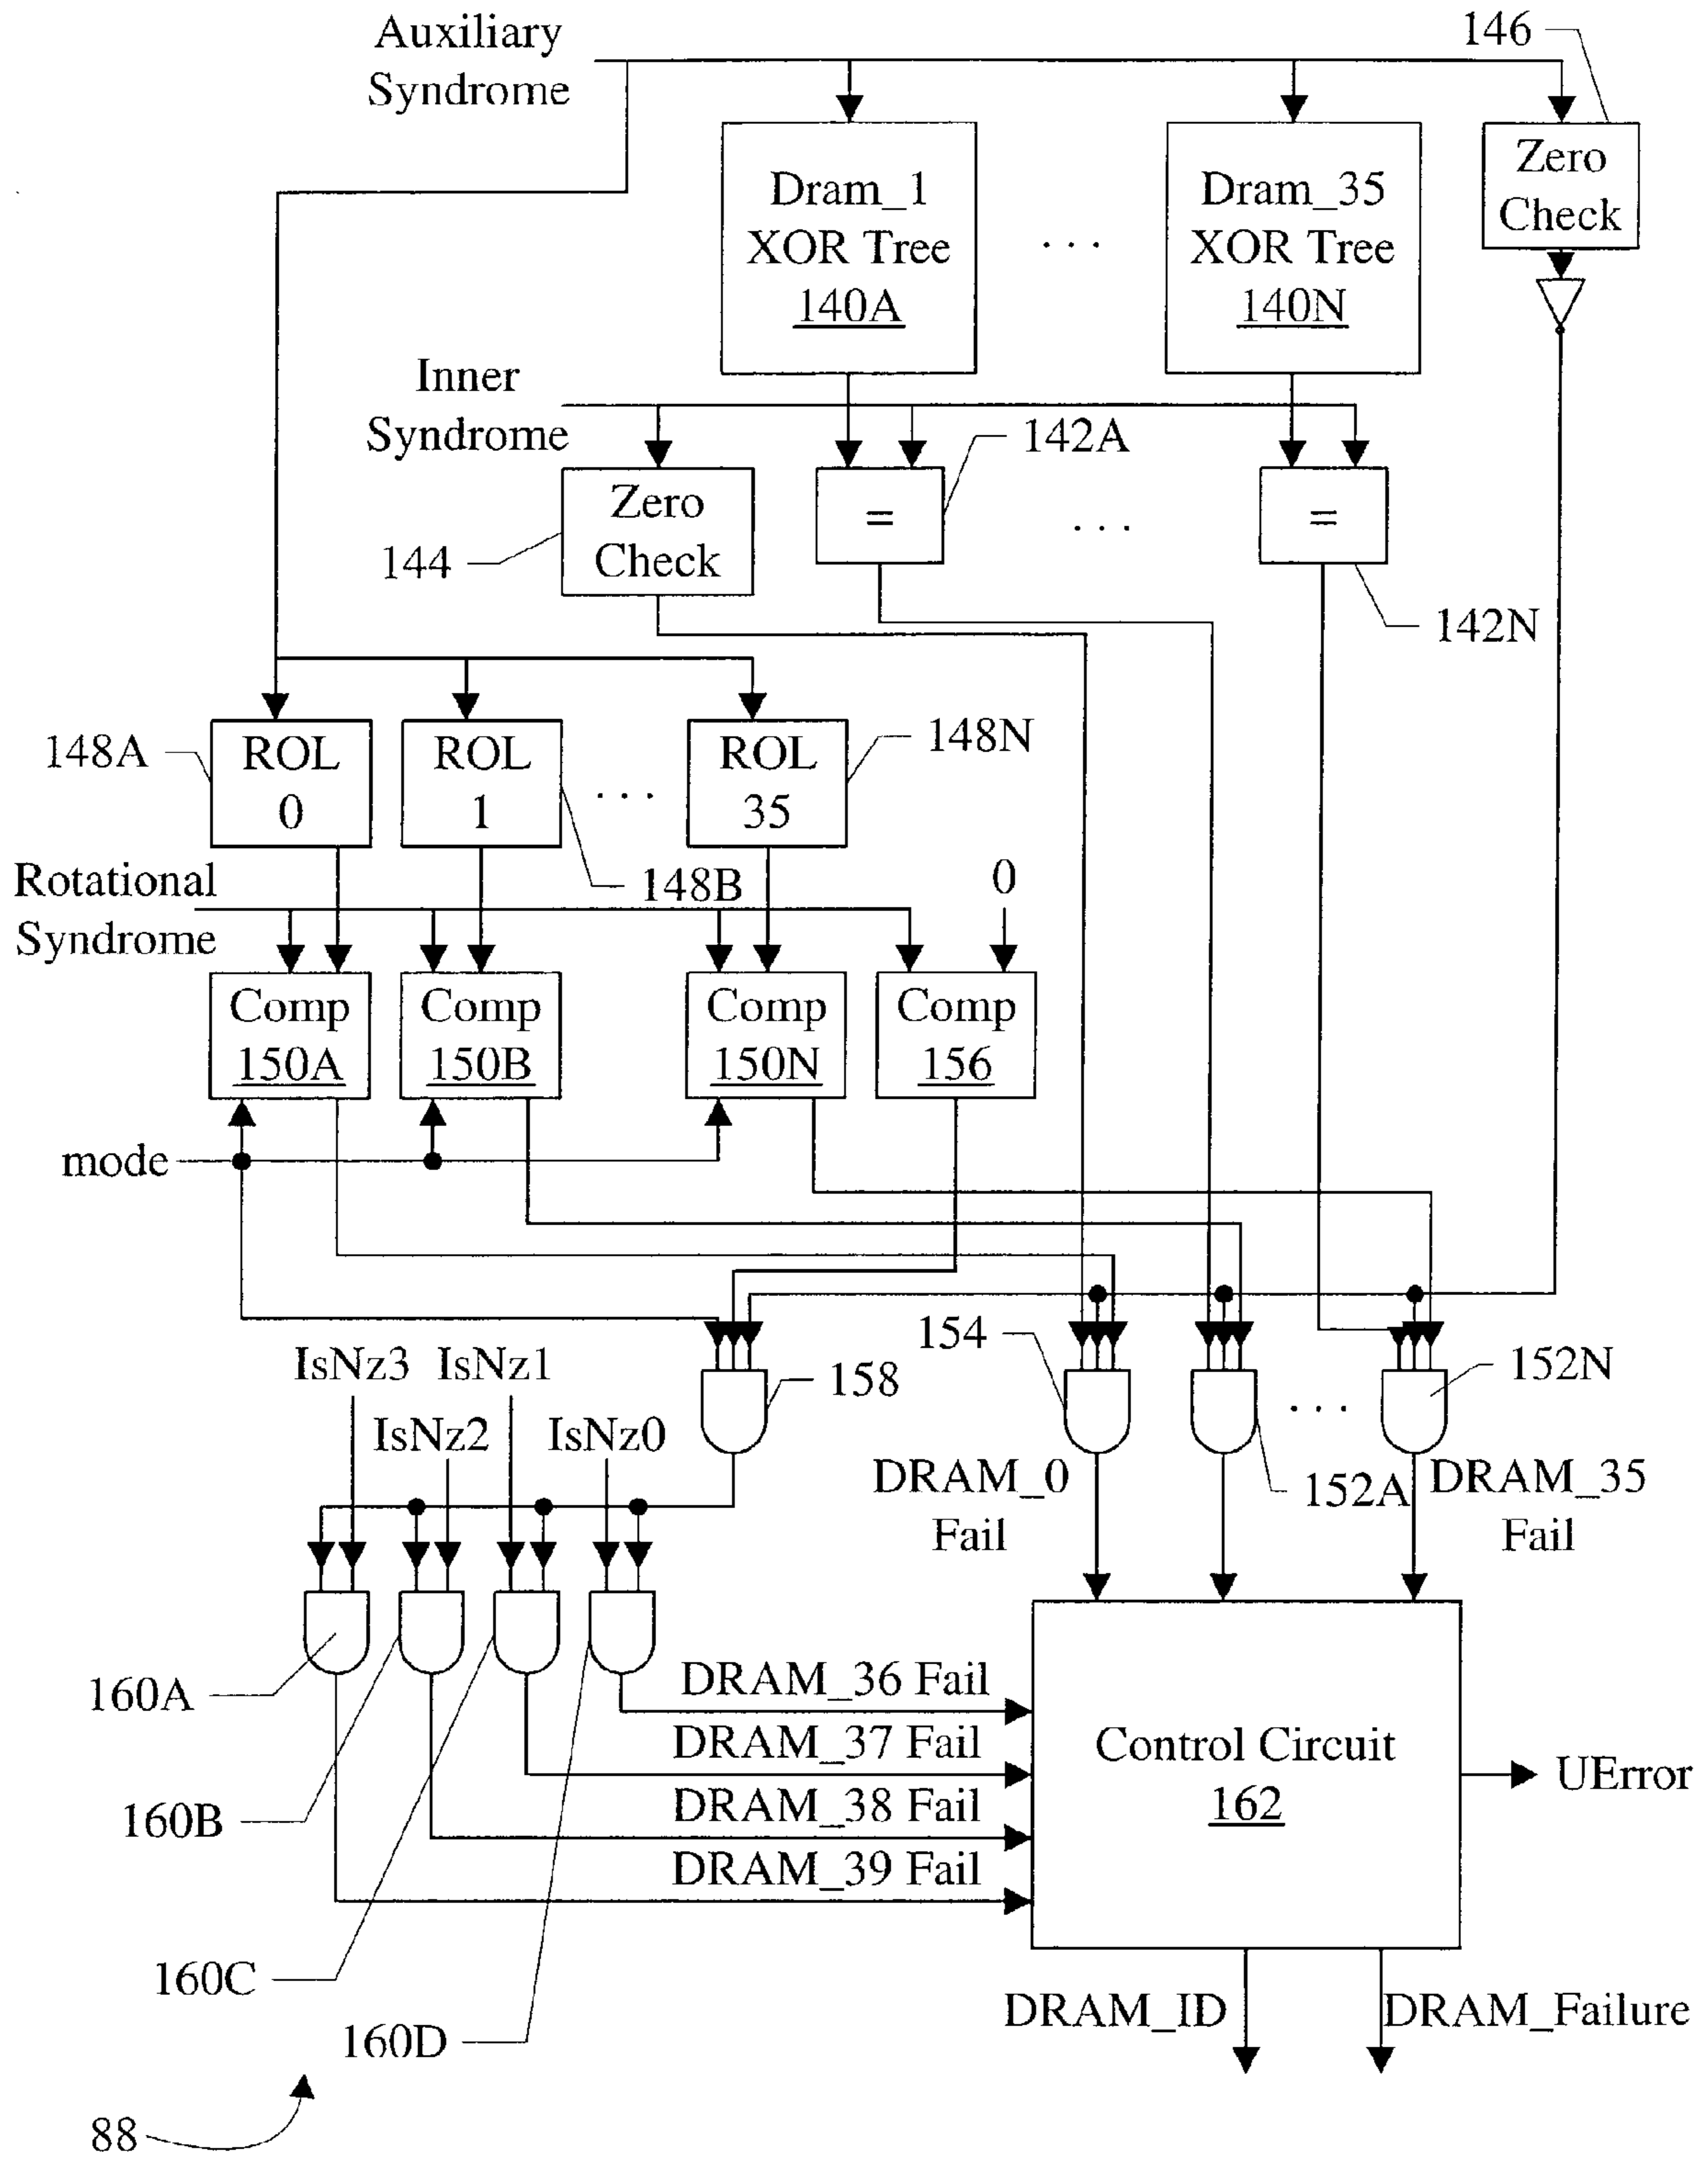 Auxiliary
Syndrome
146
Dram_1
XOR Tree
140A
. . .
Dram_35
XOR Tree
140N
Zero
Check
Inner
Syndrome
142A
Zero
Check
144
=
. . .
=
142N
148A
ROL
0
ROL
1
. . .
ROL
35
148N
148B
Rotational
Syndrome
0
Comp
150A
Comp
150B
Comp
150N
Comp
156
mode
154
152N
IsNz3
IsNz1
158
. . .
IsNz2
IsNz0
DRAM_0
Fail
152A
DRAM_35
Fail
160A
DRAM_36 Fail
DRAM_37 Fail
160B
DRAM_38 Fail
DRAM_39 Fail
Control Circuit
162
UError
160C
160D
DRAM_ID
DRAM_Failure
88